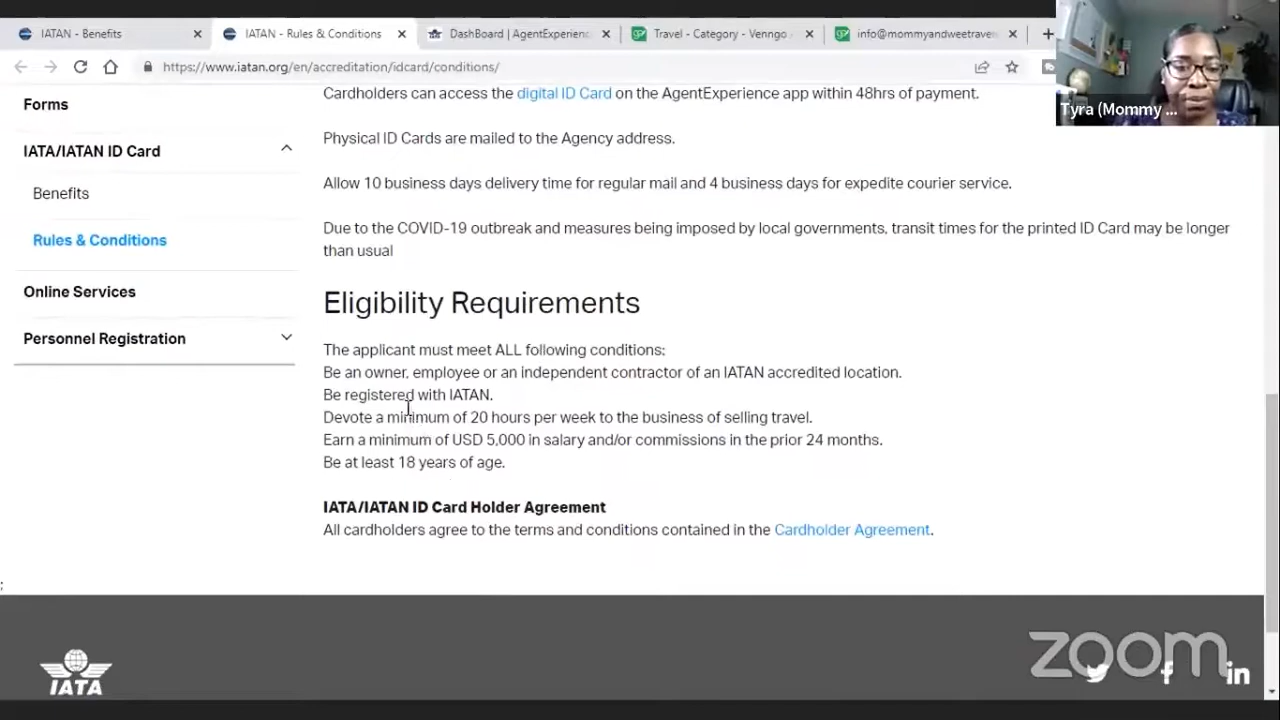 IATAN - Benefits
IATAN - Rules & Conditions
DashBoard | AgentExperienc
Travel - Category - Venngo
info@mommyandweetrave
https://www.iatan.org/en/accreditation/idcard/conditions/
Tyra (Mommy ...
Forms
IATA/IATAN ID Card
Benefits
Rules & Conditions
Online Services
Personnel Registration
Cardholders can access the digital ID Card on the AgentExperience app within 48hrs of payment.
Physical ID Cards are mailed to the Agency address.
Allow 10 business days delivery time for regular mail and 4 business days for expedite courier service.
Due to the COVID-19 outbreak and measures being imposed by local governments, transit times for the printed ID Card may be longer
than usual
Eligibility Requirements
The applicant must meet ALL following conditions:
Be an owner, employee or an independent contractor of an IATAN accredited location.
Be registered with IATAN.
Devote a minimum of 20 hours per week to the business of selling travel.
Earn a minimum of USD 5,000 in salary and/or commissions in the prior 24 months.
Be at least 18 years of age.
IATA/IATAN ID Card Holder Agreement
All cardholders agree to the terms and conditions contained in the Cardholder Agreement.
;
IATA
zoom